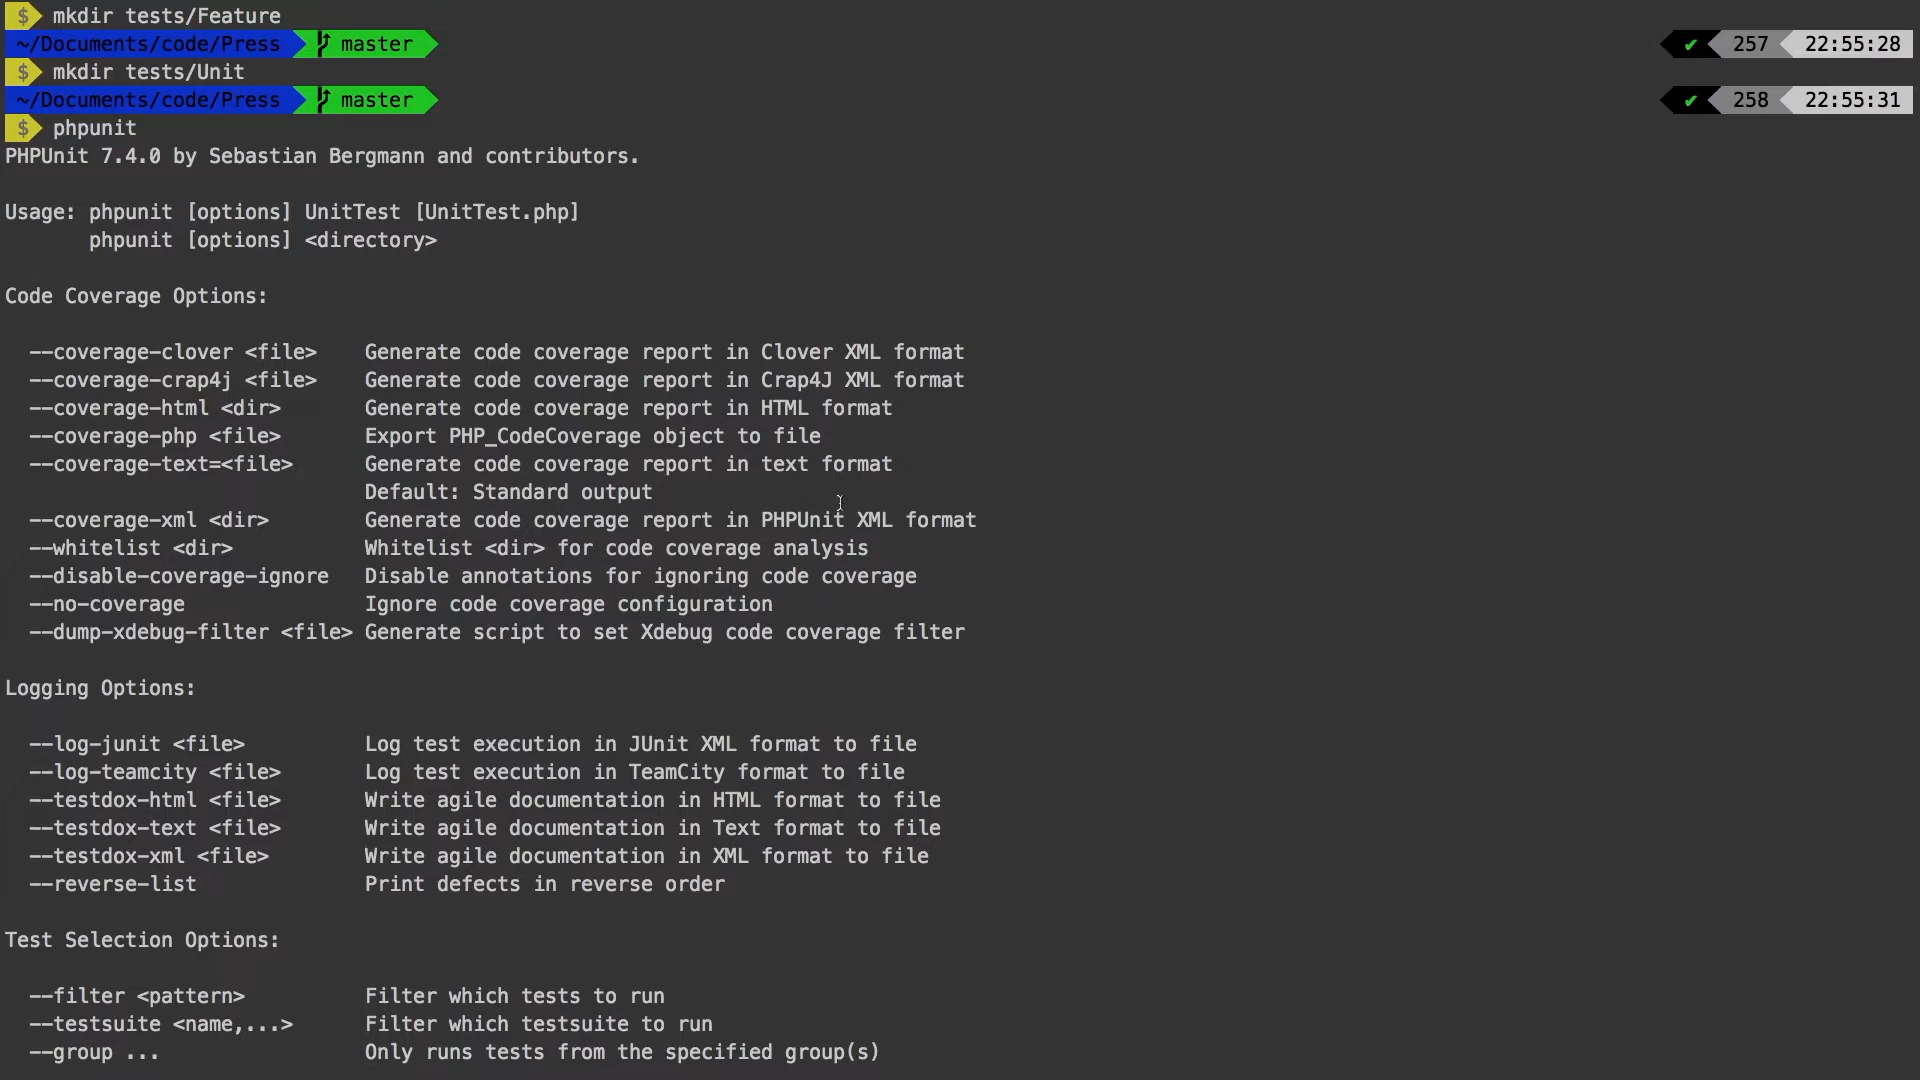 $ mkdir tests/Feature
~/Documents/code/Press master ✔ 257 22:55:28
$ mkdir tests/Unit
~/Documents/code/Press master ✔ 258 22:55:31
$ phpunit
PHPUnit 7.4.0 by Sebastian Bergmann and contributors.
Usage: phpunit [options] UnitTest [UnitTest.php]
phpunit [options] <directory>
Code Coverage Options:
--coverage-clover <file> Generate code coverage report in Clover XML format
--coverage-crap4j <file> Generate code coverage report in Crap4J XML format
--coverage-html <dir> Generate code coverage report in HTML format
--coverage-php <file> Export PHP_CodeCoverage object to file
--coverage-text=<file> Generate code coverage report in text format
Default: Standard output
--coverage-xml <dir> Generate code coverage report in PHPUnit XML format
--whitelist <dir> Whitelist <dir> for code coverage analysis
--disable-coverage-ignore Disable annotations for ignoring code coverage
--no-coverage Ignore code coverage configuration
--dump-xdebug-filter <file> Generate script to set Xdebug code coverage filter
Logging Options:
--log-junit <file> Log test execution in JUnit XML format to file
--log-teamcity <file> Log test execution in TeamCity format to file
--testdox-html <file> Write agile documentation in HTML format to file
--testdox-text <file> Write agile documentation in Text format to file
--testdox-xml <file> Write agile documentation in XML format to file
--reverse-list Print defects in reverse order
Test Selection Options:
--filter <pattern> Filter which tests to run
--testsuite <name,...> Filter which testsuite to run
--group ... Only runs tests from the specified group(s)